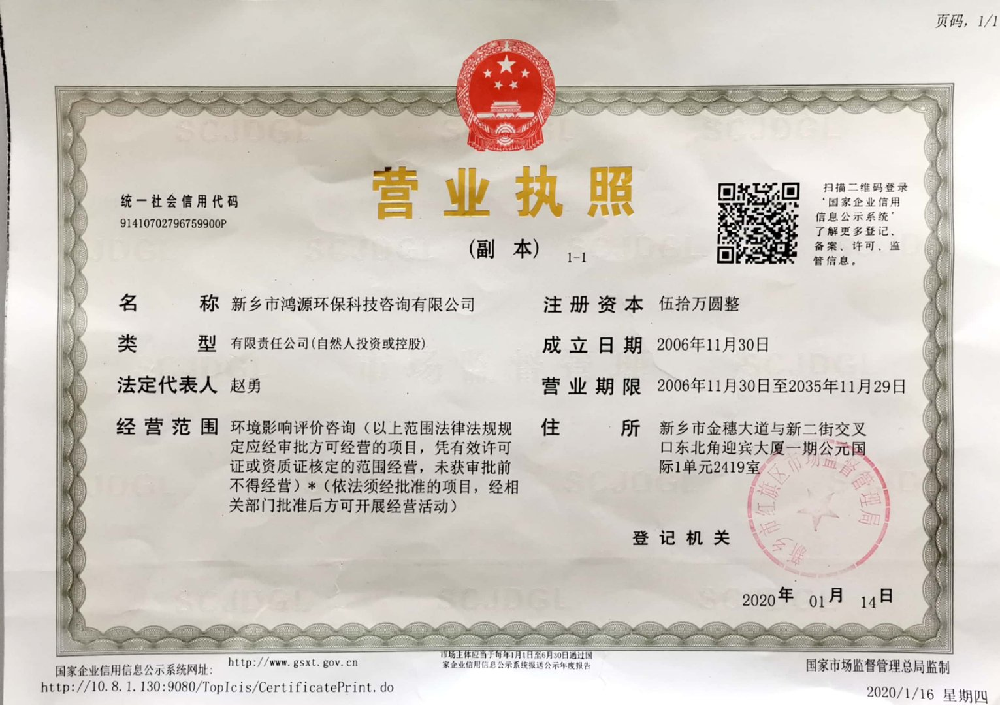 页码，1/1
营业执照
(副 本) 1-1
统一社会信用代码
91410702796759900P
扫描二维码登录
‘国家企业信用
信息公示系统’
了解更多登记、
备案、许可、监
管信息。
名 称 新乡市鸿源环保科技咨询有限公司
类 型 有限责任公司(自然人投资或控股)
法定代表人 赵勇
经营范围 环境影响评价咨询（以上范围法律法规规
定应经审批方可经营的项目，凭有效许可
证或资质证核定的范围经营，未获审批前
不得经营）*（依法须经批准的项目，经相
关部门批准后方可开展经营活动）
注册资本 伍拾万圆整
成立日期 2006年11月30日
营业期限 2006年11月30日至2035年11月29日
住 所 新乡市金穗大道与新二街交叉
口东北角迎宾大厦一期公元国
际1单元2419室
登记机关
新乡市红旗区市场监督管理局
2020年 01月 14日
国家企业信用信息公示系统网址: http://www.gsxt.gov.cn
市场主体应当于每年1月1日至6月30日通过国
家企业信用信息公示系统报送公示年度报告
国家市场监督管理总局监制
http://10.8.1.130:9080/TopIcis/CertificatePrint.do
2020/1/16 星期四